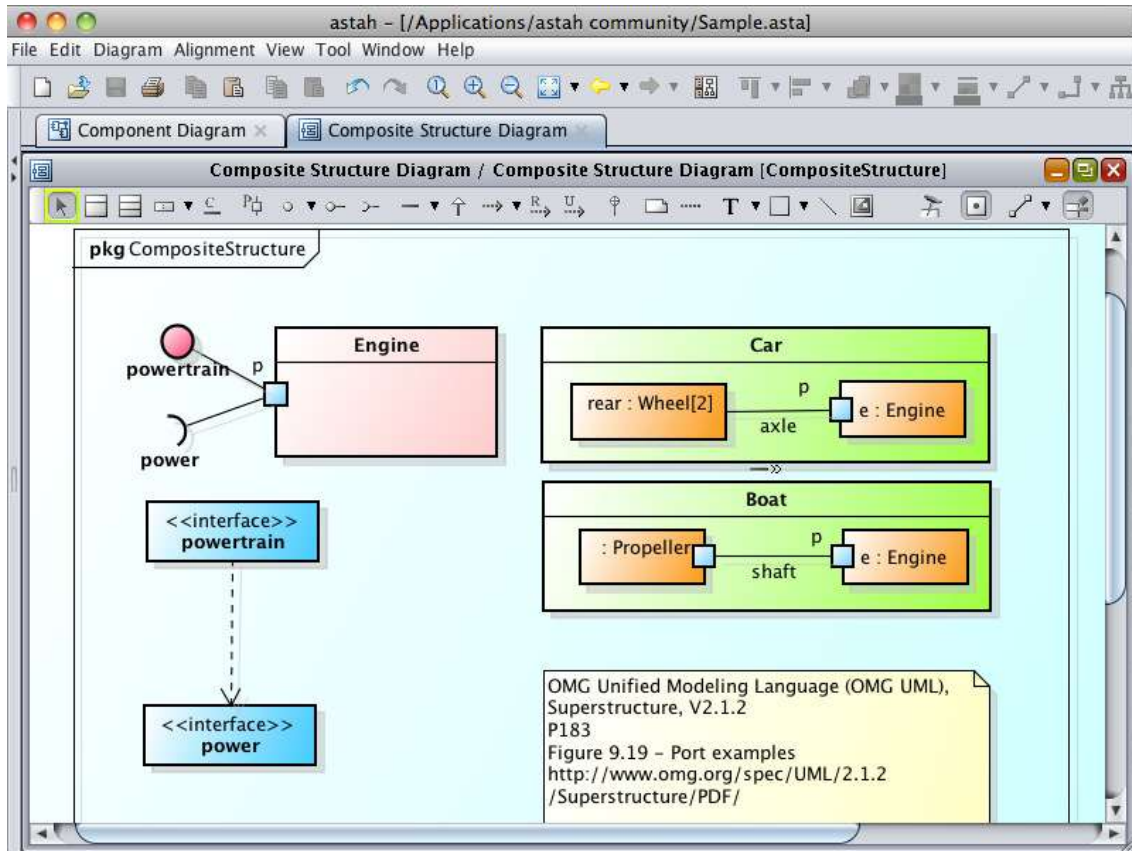 astah – [/Applications/astah community/Sample.asta]
File Edit Diagram Alignment View Tool Window Help
Component Diagram
Composite Structure Diagram
Composite Structure Diagram / Composite Structure Diagram [CompositeStructure]
pkg CompositeStructure
Engine
powertrain
p
power
Car
rear : Wheel[2]
p
axle
e : Engine
<<interface>>
powertrain
Boat
: Propeller
p
shaft
e : Engine
<<interface>>
power
OMG Unified Modeling Language (OMG UML),
Superstructure, V2.1.2
P183
Figure 9.19 – Port examples
http://www.omg.org/spec/UML/2.1.2
/Superstructure/PDF/